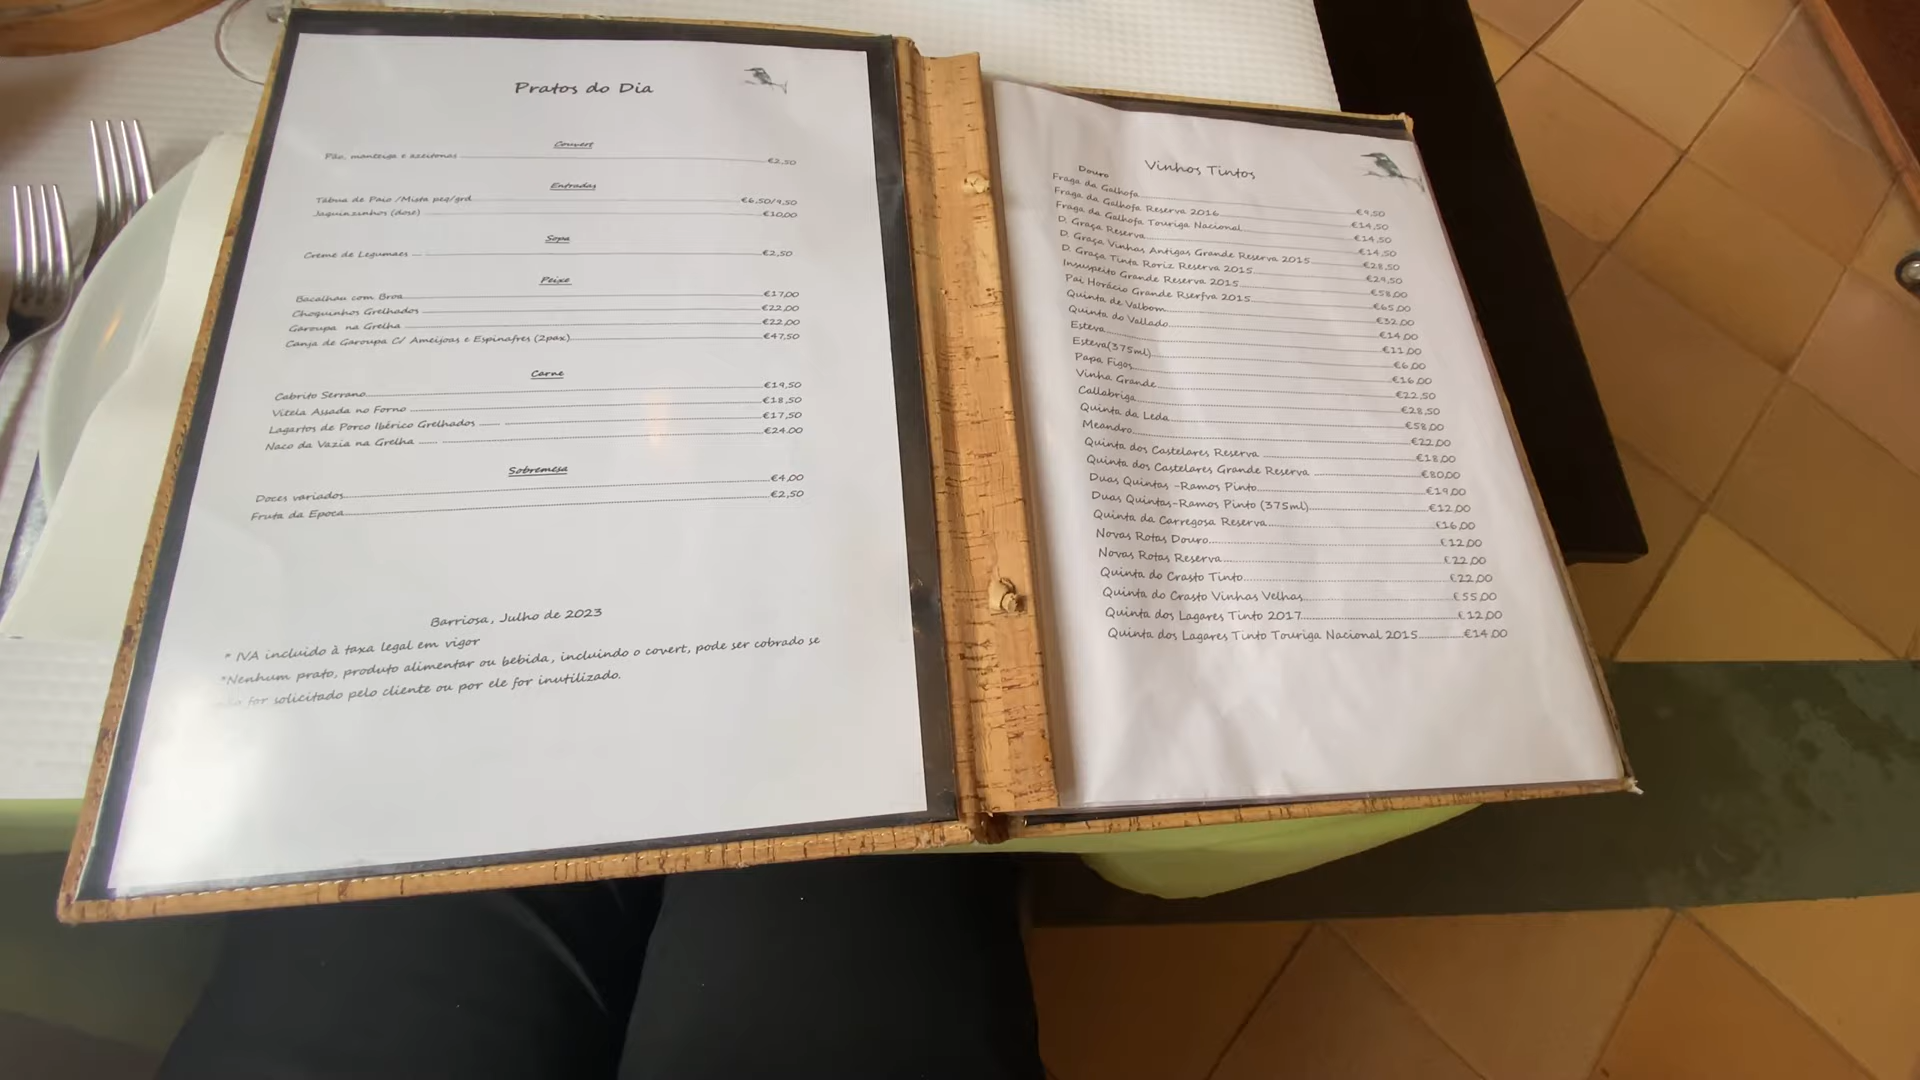 Pratos do Dia
Couvert
Pão, manteiga e azeitonas €2,50
Entradas
Tábua de Paio /Mista peq/grd €6,50/9,50
Jaquinzinhos (dose) €10,00
Sopa
Creme de Legumes €2,50
Peixe
Bacalhau com Broa €17,00
Choquinhos Grelhados €22,00
Garoupa na Grelha €22,00
Canja de Garoupa C/ Ameijoas e Espinafres (2pax) €47,50
Carne
Cabrito Serrano €19,50
Vitela Assada no Forno €18,50
Lagartos de Porco Ibérico Grelhados €17,50
Naco da Vazia na Grelha €24,00
Sobremesa
Doces variados €4,00
Fruta da Epoca €2,50
Barriosa, Julho de 2023
* IVA incluido à taxa legal em vigor
*Nenhum prato, produto alimentar ou bebida, incluindo o covert, pode ser cobrado se
não for solicitado pelo cliente ou por ele for inutilizado.
Vinhos Tintos
Douro
Fraga da Galhofa €9,50
Fraga da Galhofa Reserva 2016 €14,50
Fraga da Galhofa Touriga Nacional €14,50
D. Graça Reserva €14,50
D. Graça Vinhas Antigas Grande Reserva 2015 €28,50
D. Graça Tinta Roriz Reserva 2015 €29,50
Insuspeito Grande Reserva 2015 €58,00
Pai Horácio Grande Rserfva 2015 €65,00
Quinta de Valbom €32,00
Quinta do Vallado €14,00
Esteva €11,00
Esteva(375ml) €6,00
Papa Figos €16,00
Vinha Grande €22,50
Callabriga €28,50
Quinta da Leda €58,00
Meandro €22,00
Quinta dos Castelares Reserva €18,00
Quinta dos Castelares Grande Reserva €80,00
Duas Quintas -Ramos Pinto €19,00
Duas Quintas-Ramos Pinto (375ml) €12,00
Quinta da Carregosa Reserva €16,00
Novas Rotas Douro €12,00
Novas Rotas Reserva €22,00
Quinta do Crasto Tinto €22,00
Quinta do Crasto Vinhas Velhas €55,00
Quinta dos Lagares Tinto 2017 €12,00
Quinta dos Lagares Tinto Touriga Nacional 2015 €14,00